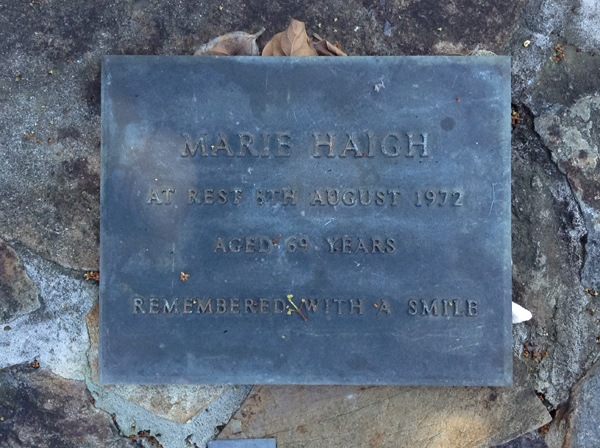 MARIE HAIGH
AT REST 8TH AUGUST 1972
AGED 69 YEARS
REMEMBERED WITH A SMILE